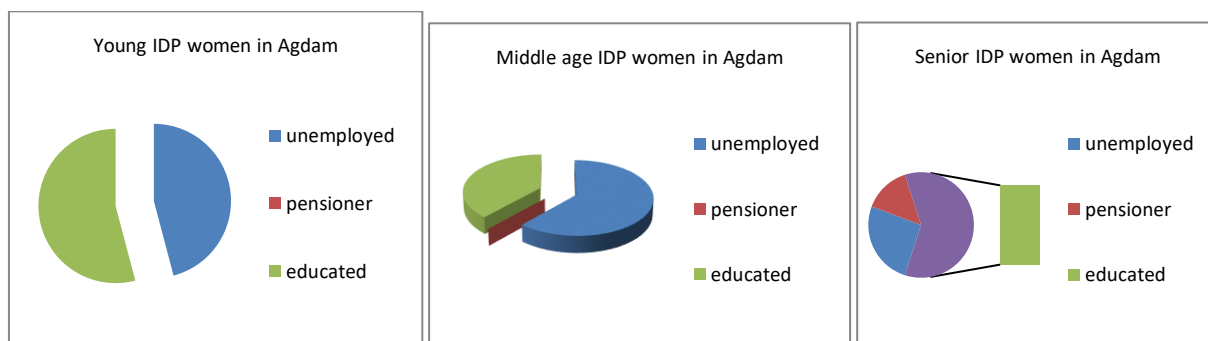 Young IDP women in Agdam
unemployed
pensioner
educated
Middle age IDP women in Agdam
unemployed
pensioner
educated
Senior IDP women in Agdam
unemployed
pensioner
educated